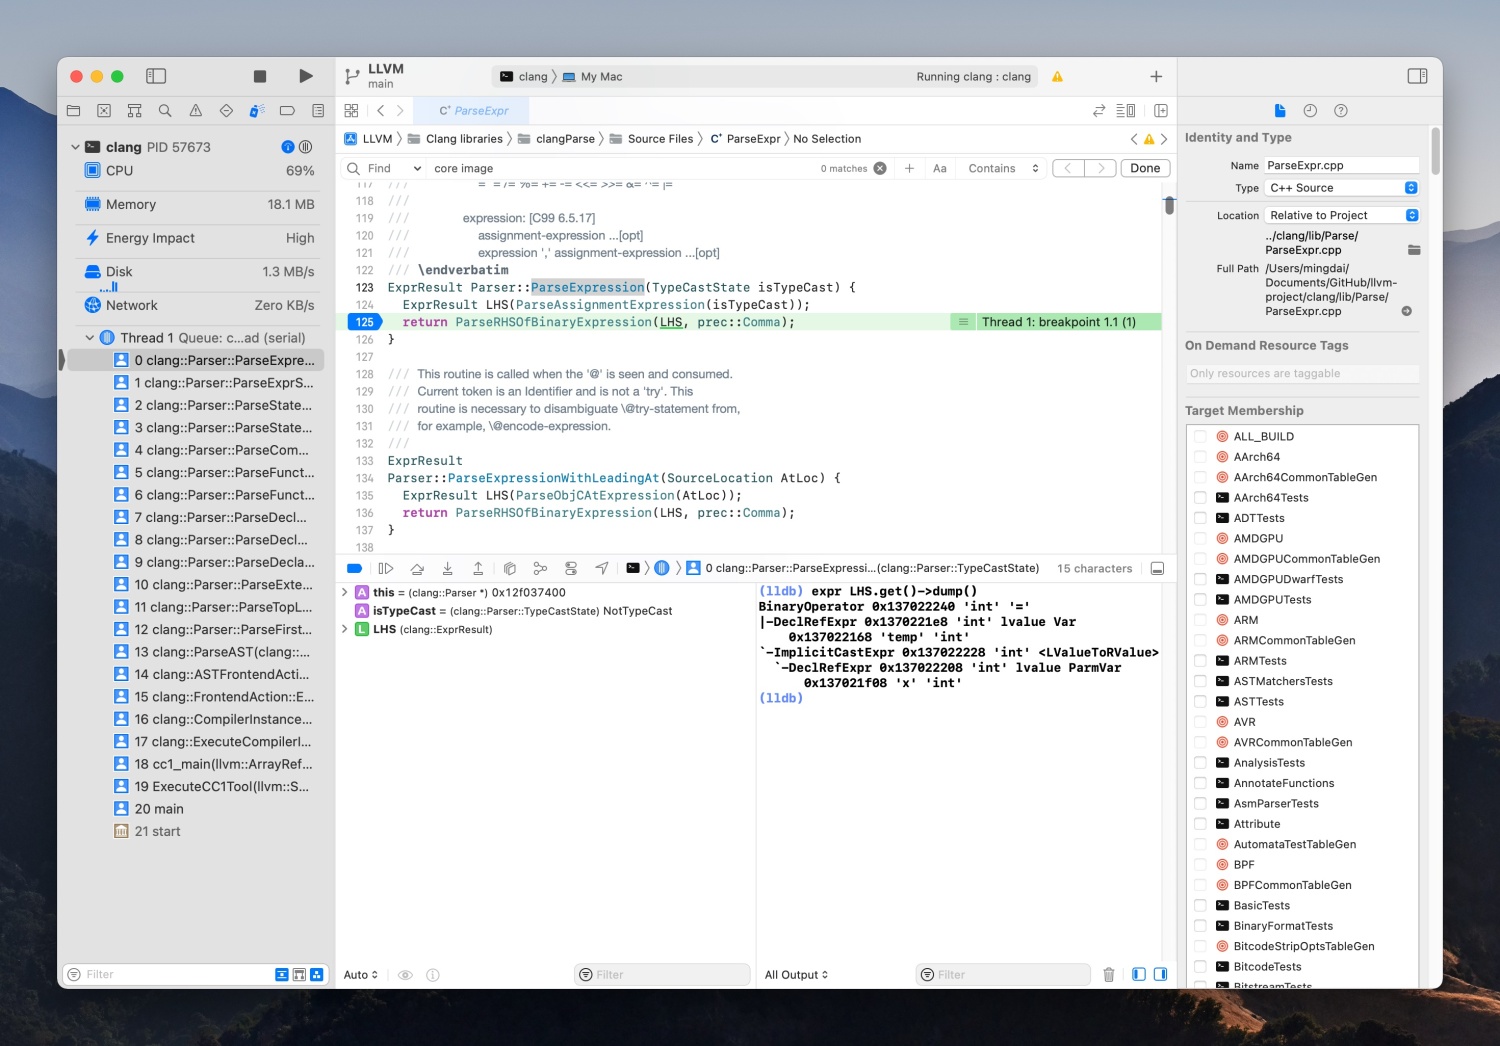 LLVM
main
clang
My Mac
Running clang : clang
ParseExpr
LLVM
Clang libraries
clangParse
Source Files
ParseExpr
No Selection
Find
core image
0 matches
Aa
Contains
Done
clang PID 57673
CPU
69%
Memory
18.1 MB
Energy Impact
High
Disk
1.3 MB/s
Network
Zero KB/s
Thread 1 Queue: c...ad (serial)
0 clang::Parser::ParseExpre...
1 clang::Parser::ParseExprS...
2 clang::Parser::ParseState...
3 clang::Parser::ParseState...
4 clang::Parser::ParseCom...
5 clang::Parser::ParseFunct...
6 clang::Parser::ParseFunct...
7 clang::Parser::ParseDecl...
8 clang::Parser::ParseDecl...
9 clang::Parser::ParseDecla...
10 clang::Parser::ParseExte...
11 clang::Parser::ParseTopL...
12 clang::Parser::ParseFirst...
13 clang::ParseAST(clang::...
14 clang::ASTFrontendActi...
15 clang::FrontendAction::E...
16 clang::CompilerInstance...
17 clang::ExecuteCompilerI...
18 cc1_main(llvm::ArrayRef...
19 ExecuteCC1Tool(llvm::S...
20 main
21 start
Filter
117 /// = *= /= %= += -= <<= >>= &= ^= |=
118 ///
119 /// expression: [C99 6.5.17]
120 /// assignment-expression ...[opt]
121 /// expression ',' assignment-expression ...[opt]
122 /// \endverbatim
123 ExprResult Parser::ParseExpression(TypeCastState isTypeCast) {
124 ExprResult LHS(ParseAssignmentExpression(isTypeCast));
125 return ParseRHSOfBinaryExpression(LHS, prec::Comma);
Thread 1: breakpoint 1.1 (1)
126 }
127
128 /// This routine is called when the '@' is seen and consumed.
129 /// Current token is an Identifier and is not a 'try'. This
130 /// routine is necessary to disambiguate \@try-statement from,
131 /// for example, \@encode-expression.
132 ///
133 ExprResult
134 Parser::ParseExpressionWithLeadingAt(SourceLocation AtLoc) {
135 ExprResult LHS(ParseObjCAtExpression(AtLoc));
136 return ParseRHSOfBinaryExpression(LHS, prec::Comma);
137 }
138
0 clang::Parser::ParseExpressi...(clang::Parser::TypeCastState)
15 characters
A this = (clang::Parser *) 0x12f037400
A isTypeCast = (clang::Parser::TypeCastState) NotTypeCast
L LHS (clang::ExprResult)
Auto
Filter
(lldb) expr LHS.get()->dump()
BinaryOperator 0x137022240 'int' '='
|-DeclRefExpr 0x1370221e8 'int' lvalue Var
0x137022168 'temp' 'int'
`-ImplicitCastExpr 0x137022228 'int' <LValueToRValue>
`-DeclRefExpr 0x137022208 'int' lvalue ParmVar
0x137021f08 'x' 'int'
(lldb)
All Output
Filter
Identity and Type
Name ParseExpr.cpp
Type C++ Source
Location Relative to Project
../clang/lib/Parse/
ParseExpr.cpp
Full Path /Users/mingdai/
Documents/GitHub/llvm-
project/clang/lib/Parse/
ParseExpr.cpp
On Demand Resource Tags
Only resources are taggable
Target Membership
ALL_BUILD
AArch64
AArch64CommonTableGen
AArch64Tests
ADTTests
AMDGPU
AMDGPUCommonTableGen
AMDGPUDwarfTests
AMDGPUTests
ARM
ARMCommonTableGen
ARMTests
ASTMatchersTests
ASTTests
AVR
AVRCommonTableGen
AnalysisTests
AnnotateFunctions
AsmParserTests
Attribute
AutomataTestTableGen
BPF
BPFCommonTableGen
BasicTests
BinaryFormatTests
BitcodeStripOptsTableGen
BitcodeTests
BitstreamTests